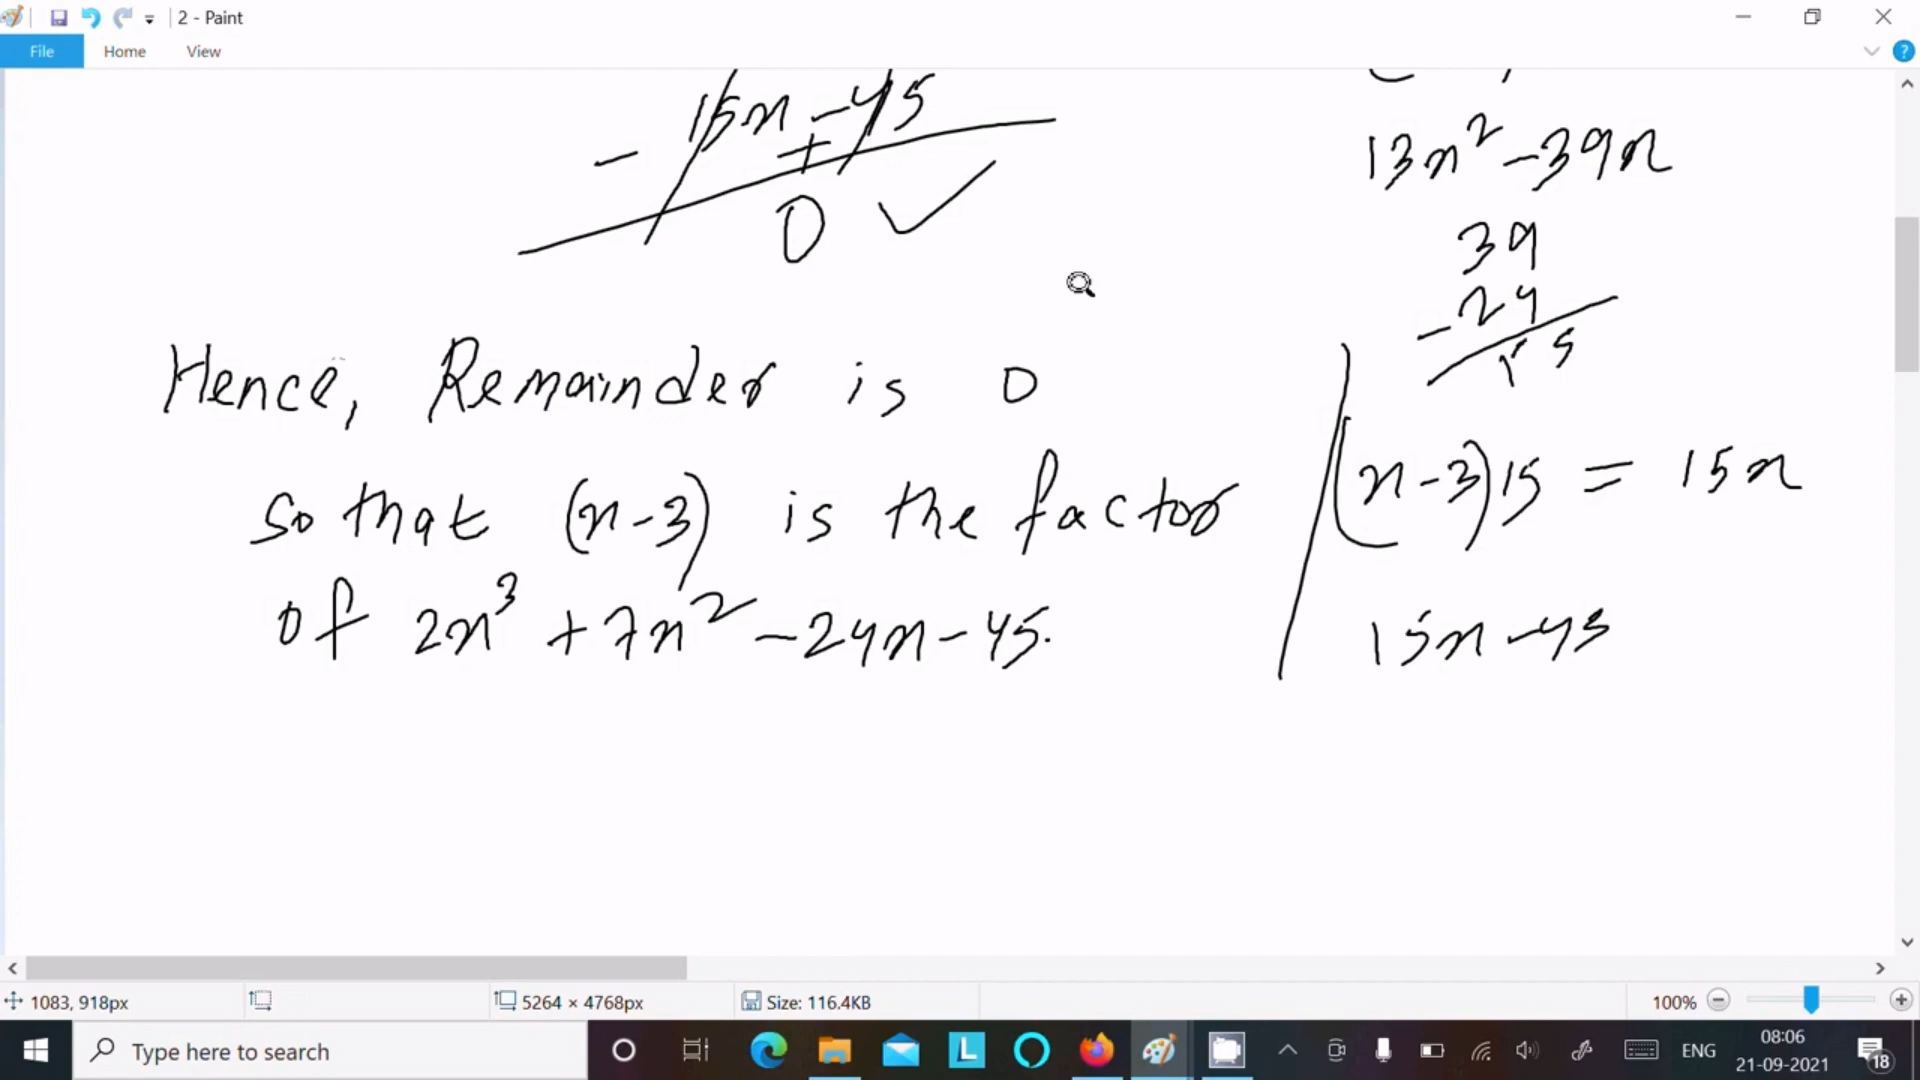 2 - Paint
File Home View
15x - 45
- +
0 ✓
Hence, Remainder is 0
so that (x-3) is the factor
of 2x³ + 7x² - 24x - 45.
13x² - 39x
39
- 24
15
(x-3)15 = 15x
15x - 45
1083, 918px 5264 × 4768px Size: 116.4KB 100%
Type here to search
L
ENG
08:06
21-09-2021
18